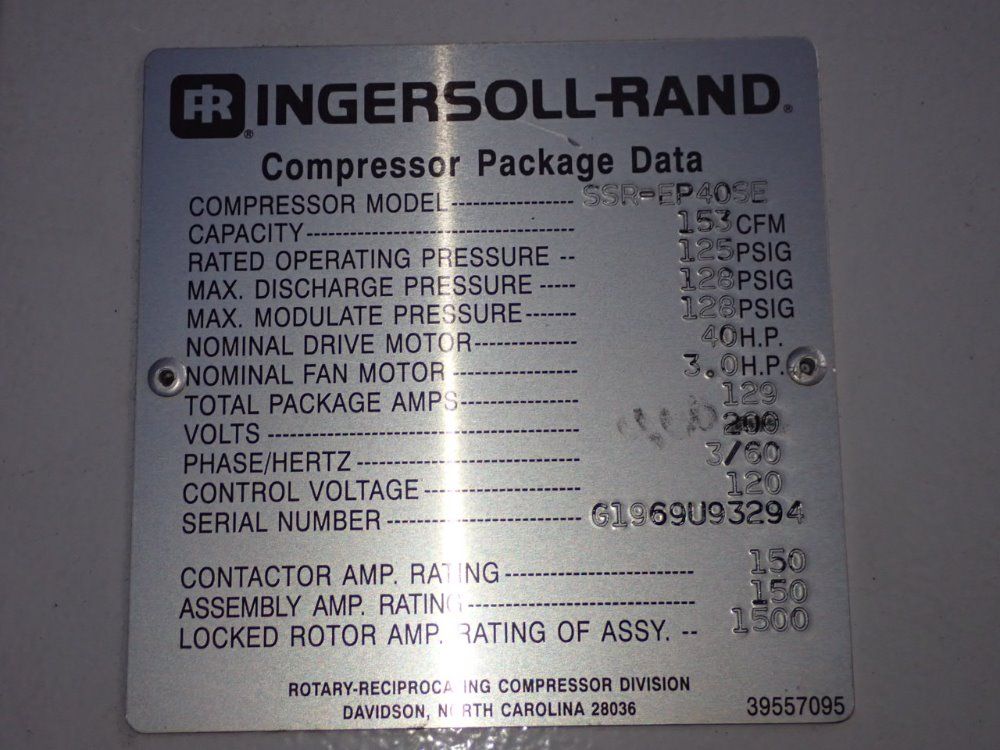 IR® INGERSOLL-RAND®
Compressor Package Data
COMPRESSOR MODEL----------------- SSR-EP40SE
CAPACITY-------------------------------------- 153 CFM
RATED OPERATING PRESSURE -- 125 PSIG
MAX. DISCHARGE PRESSURE ----- 128 PSIG
MAX. MODULATE PRESSURE------- 128 PSIG
NOMINAL DRIVE MOTOR-------------- 40 H.P.
NOMINAL FAN MOTOR ----------------- 3.0 H.P.
TOTAL PACKAGE AMPS---------------- 129
VOLTS -------------------------------------------- 200
PHASE/HERTZ ------------------------------- 3/60
CONTROL VOLTAGE ---------------------- 120
SERIAL NUMBER --------------------------- G1969U93294
CONTACTOR AMP. RATING --------------------------- 150
ASSEMBLY AMP. RATING -------------------------------- 150
LOCKED ROTOR AMP. RATING OF ASSY. -- 1500
ROTARY-RECIPROCATING COMPRESSOR DIVISION
DAVIDSON, NORTH CAROLINA 28036
39557095